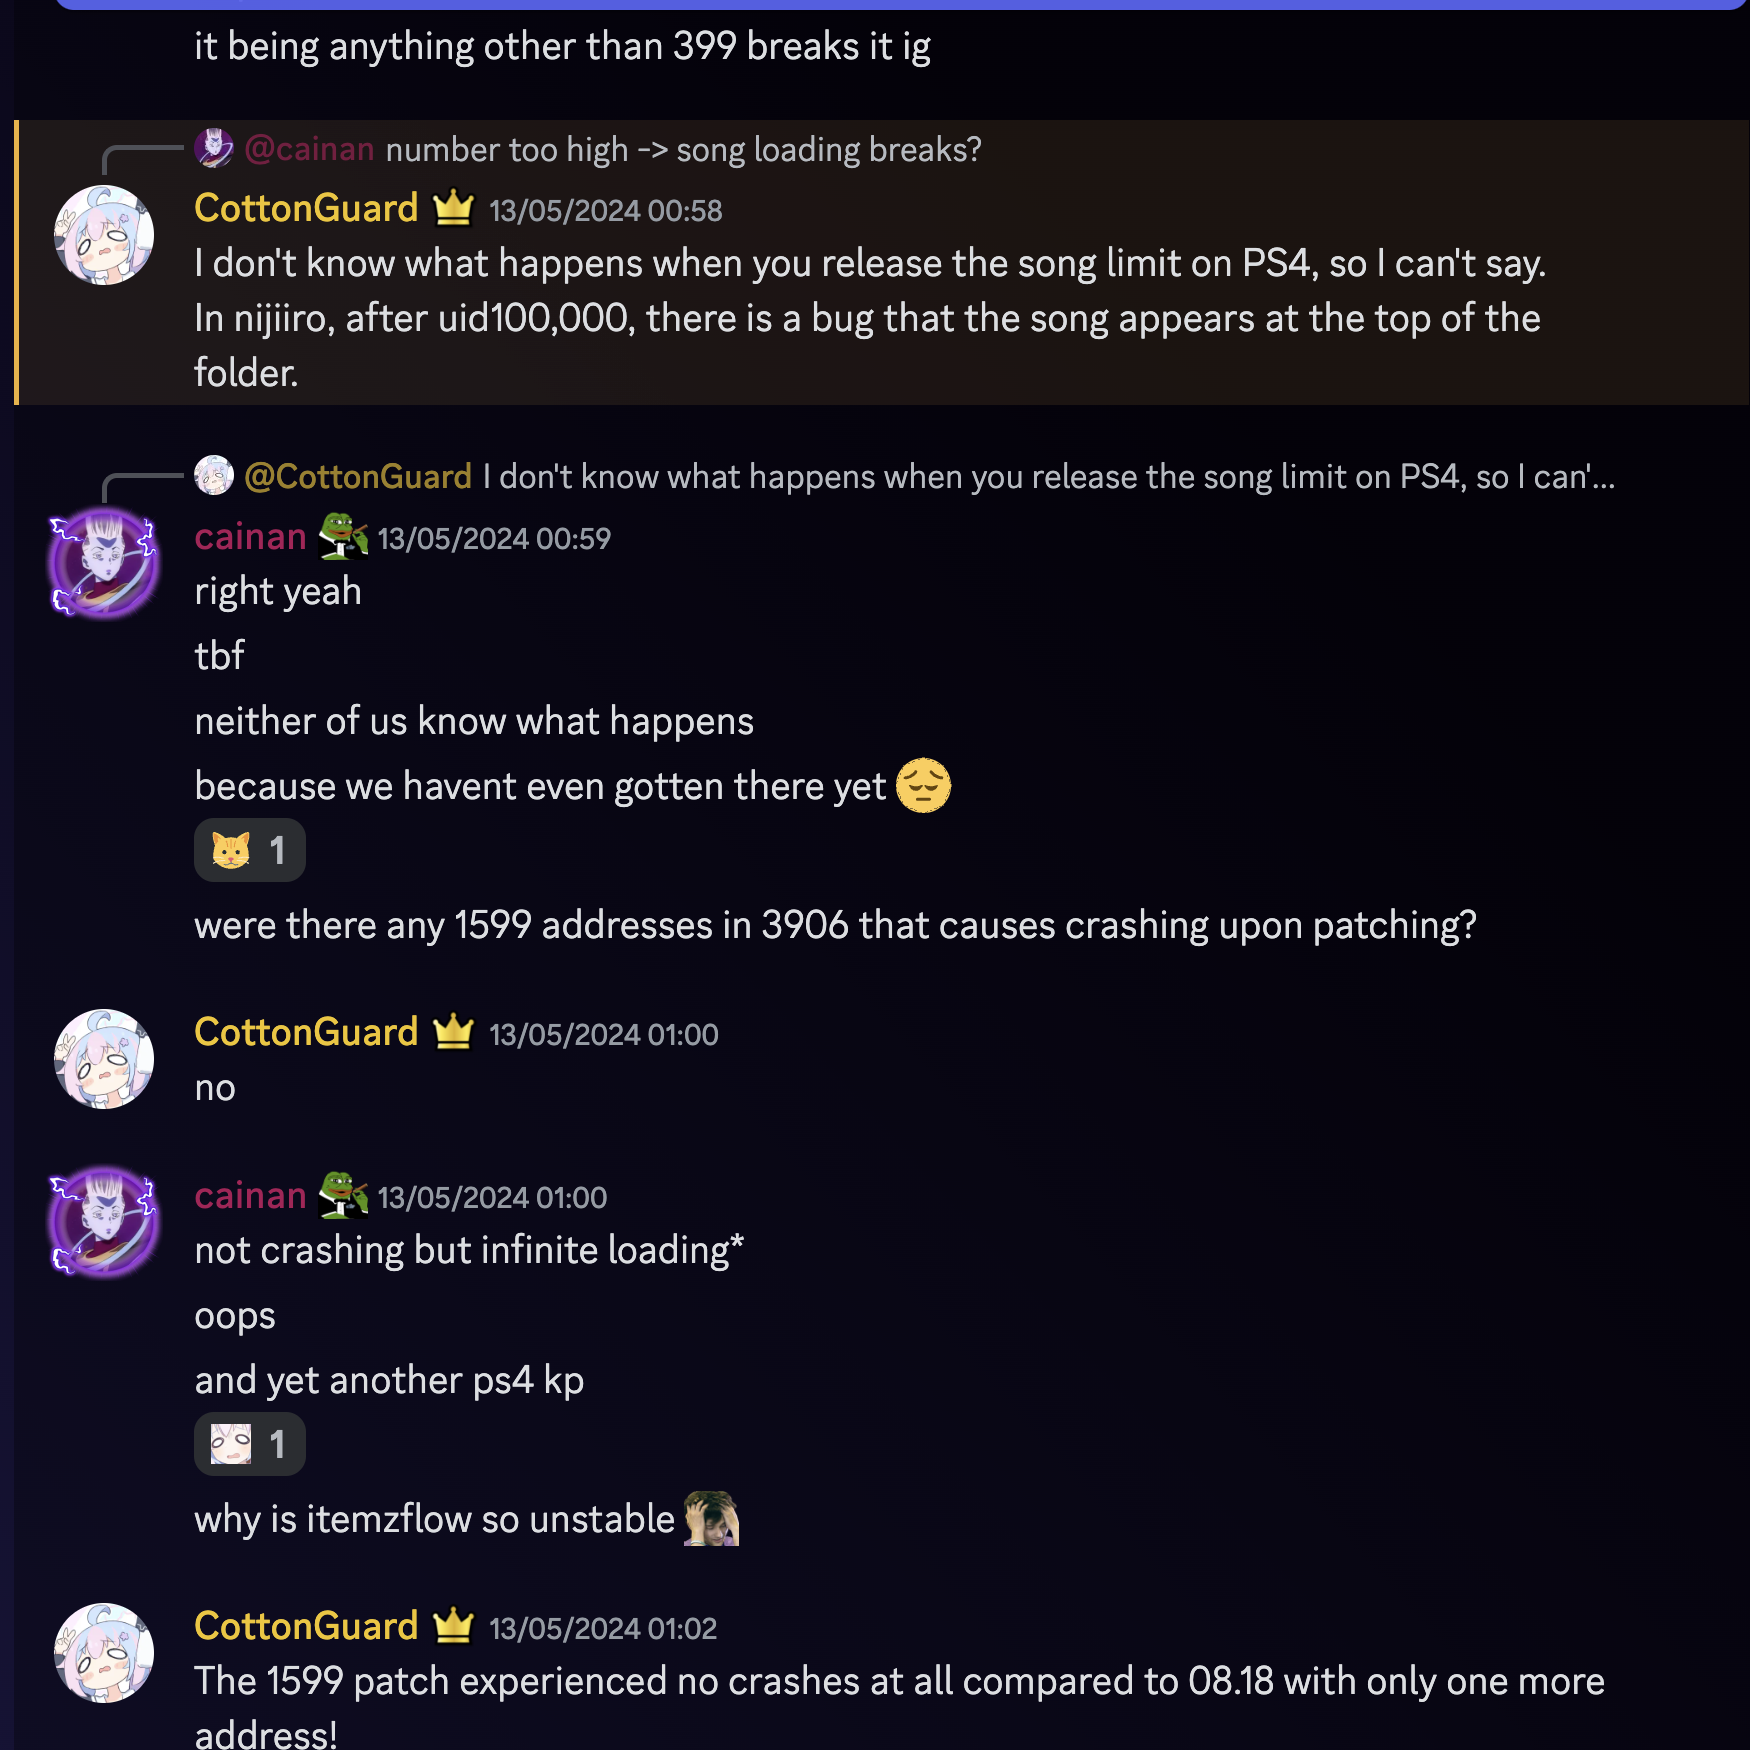 it being anything other than 399 breaks it ig
@cainan number too high -> song loading breaks?
CottonGuard 13/05/2024 00:58
I don't know what happens when you release the song limit on PS4, so I can't say.
In nijiiro, after uid100,000, there is a bug that the song appears at the top of the
folder.
@CottonGuard I don't know what happens when you release the song limit on PS4, so I can'...
cainan 13/05/2024 00:59
right yeah
tbf
neither of us know what happens
because we havent even gotten there yet
1
were there any 1599 addresses in 3906 that causes crashing upon patching?
CottonGuard 13/05/2024 01:00
no
cainan 13/05/2024 01:00
not crashing but infinite loading*
oops
and yet another ps4 kp
1
why is itemzflow so unstable
CottonGuard 13/05/2024 01:02
The 1599 patch experienced no crashes at all compared to 08.18 with only one more
address!